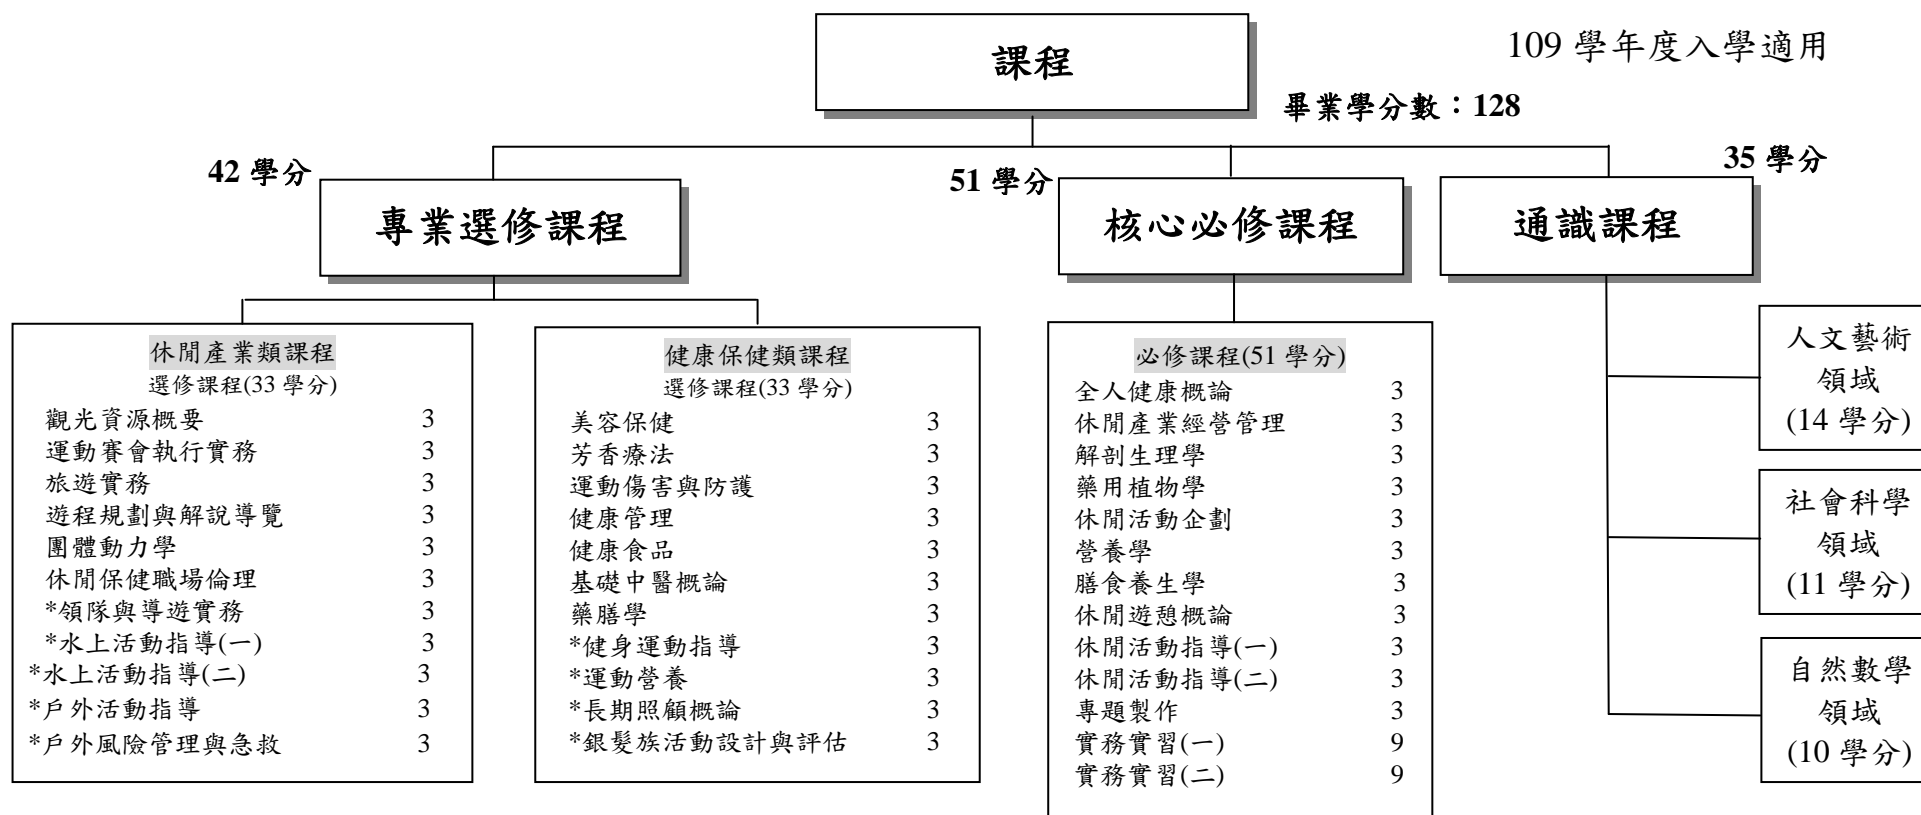 課程
109 學年度入學適用
畢業學分數：128
42 學分
51 學分
35 學分
專業選修課程
核心必修課程
通識課程
休閒產業類課程
選修課程(33 學分)
觀光資源概要 3
運動賽會執行實務 3
旅遊實務 3
遊程規劃與解說導覽 3
團體動力學 3
休閒保健職場倫理 3
*領隊與導遊實務 3
*水上活動指導(一) 3
*水上活動指導(二) 3
*戶外活動指導 3
*戶外風險管理與急救 3
健康保健類課程
選修課程(33 學分)
美容保健 3
芳香療法 3
運動傷害與防護 3
健康管理 3
健康食品 3
基礎中醫概論 3
藥膳學 3
*健身運動指導 3
*運動營養 3
*長期照顧概論 3
*銀髮族活動設計與評估 3
必修課程(51 學分)
全人健康概論 3
休閒產業經營管理 3
解剖生理學 3
藥用植物學 3
休閒活動企劃 3
營養學 3
膳食養生學 3
休閒遊憩概論 3
休閒活動指導(一) 3
休閒活動指導(二) 3
專題製作 3
實務實習(一) 9
實務實習(二) 9
人文藝術
領域
(14 學分)
社會科學
領域
(11 學分)
自然數學
領域
(10 學分)